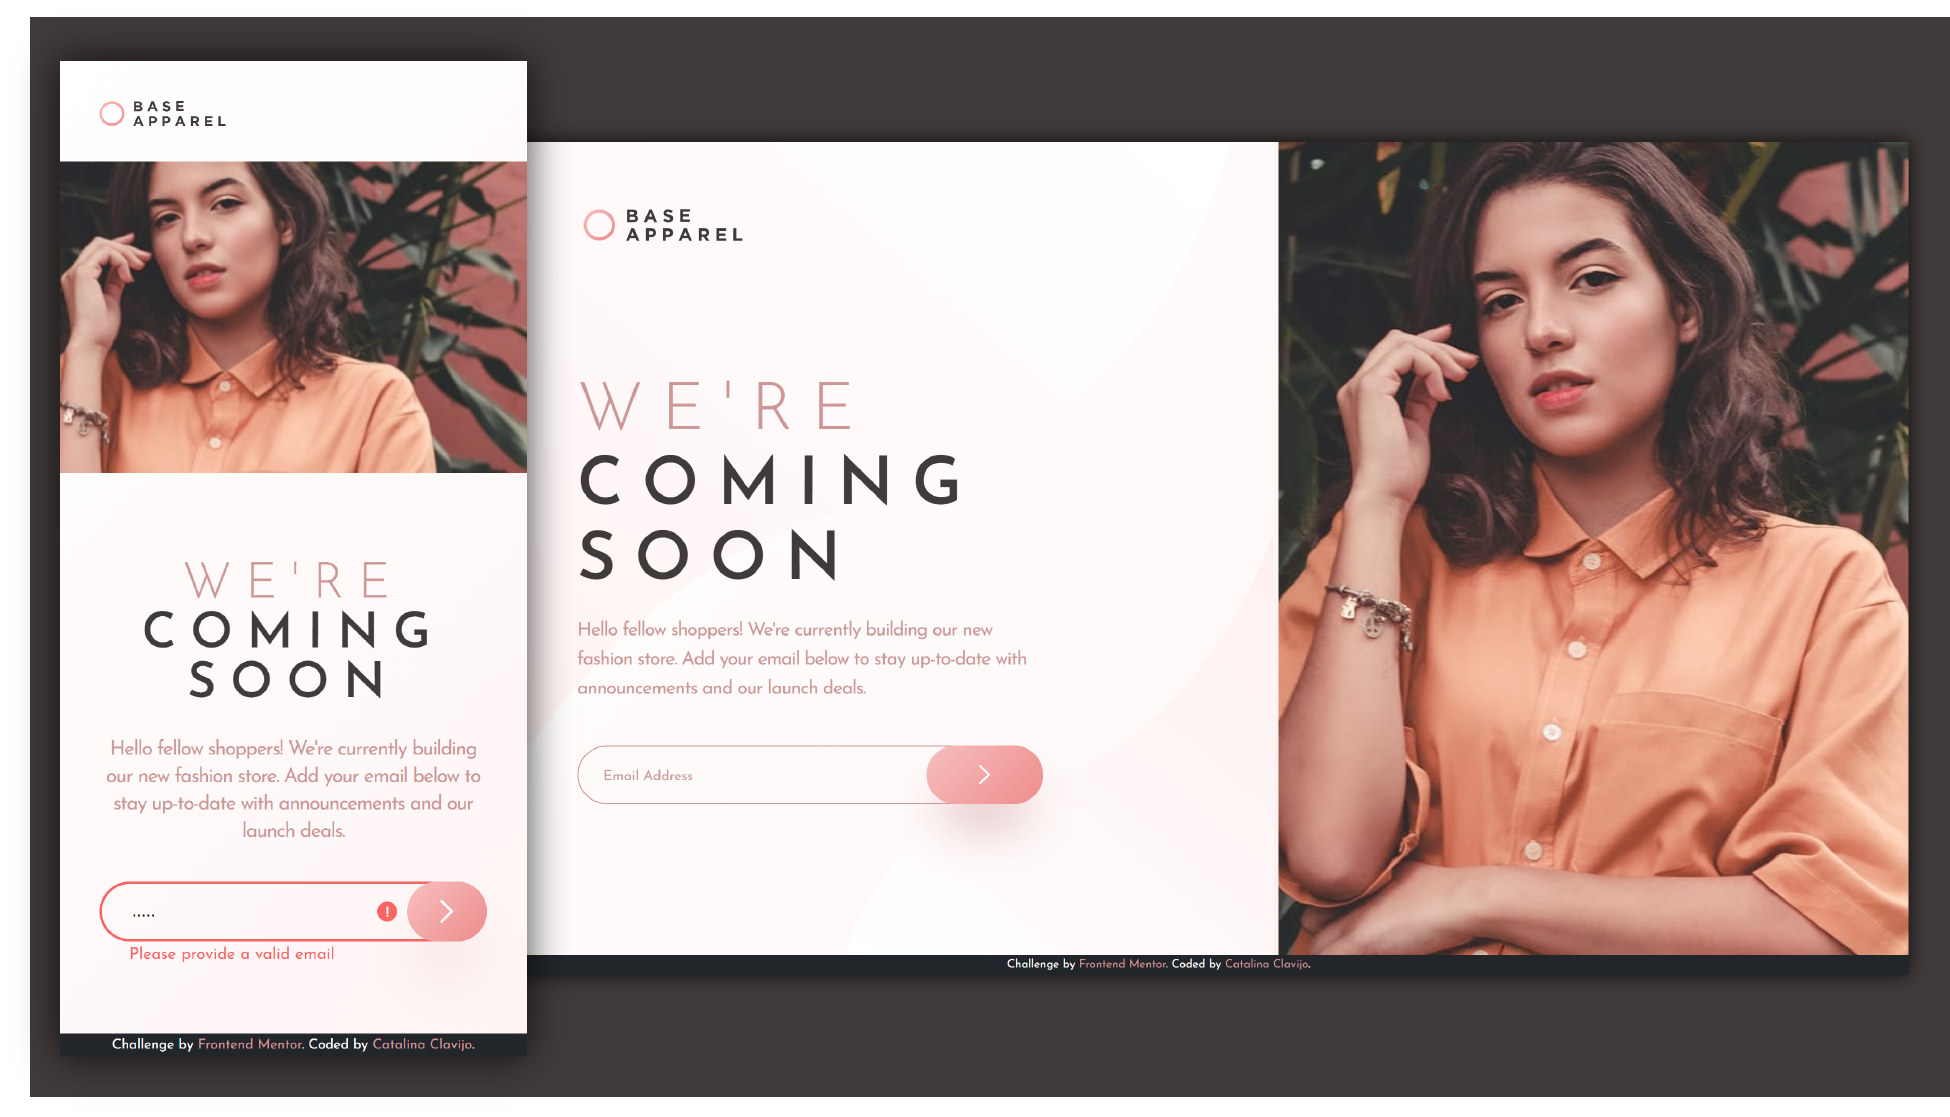 BASE
APPAREL
WE'RE
COMING
SOON
Hello fellow shoppers! We're currently building
our new fashion store. Add your email below to
stay up-to-date with announcements and our
launch deals.
.....
!
Please provide a valid email
Challenge by Frontend Mentor. Coded by Catalina Clavijo.
BASE
APPAREL
WE'RE
COMING
SOON
Hello fellow shoppers! We're currently building our new
fashion store. Add your email below to stay up-to-date with
announcements and our launch deals.
Email Address
Challenge by Frontend Mentor. Coded by Catalina Clavijo.